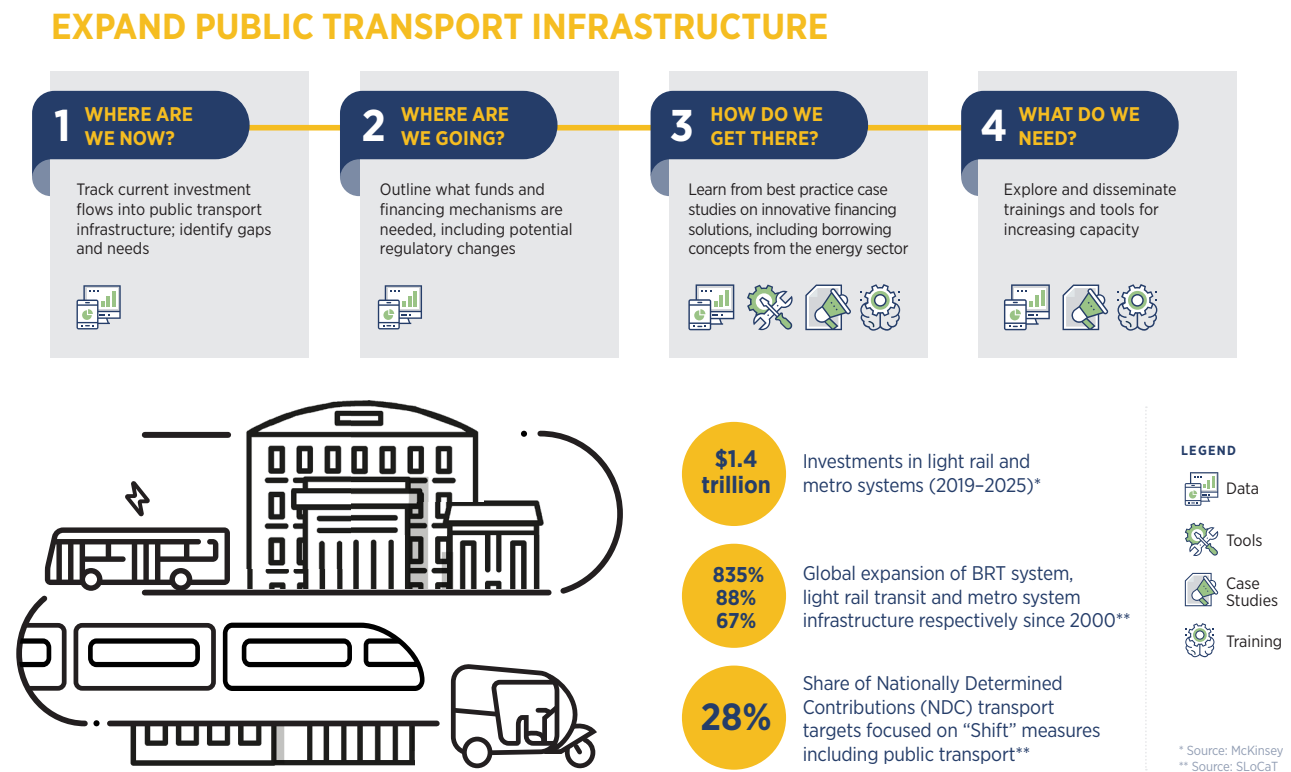 EXPAND PUBLIC TRANSPORT INFRASTRUCTURE
1
WHERE ARE
WE NOW?
Track current investment
flows into public transport
infrastructure; identify gaps
and needs
2
WHERE ARE
WE GOING?
Outline what funds and
financing mechanisms are
needed, including potential
regulatory changes
3
HOW DO WE
GET THERE?
Learn from best practice case
studies on innovative financing
solutions, including borrowing
concepts from the energy sector
4
WHAT DO WE
NEED?
Explore and disseminate
trainings and tools for
increasing capacity
$1.4
trillion
Investments in light rail and
metro systems (2019–2025)*
835%
88%
67%
Global expansion of BRT system,
light rail transit and metro system
infrastructure respectively since 2000**
28%
Share of Nationally Determined
Contributions (NDC) transport
targets focused on “Shift” measures
including public transport**
LEGEND
Data
Tools
Case
Studies
Training
* Source: McKinsey
** Source: SLoCaT